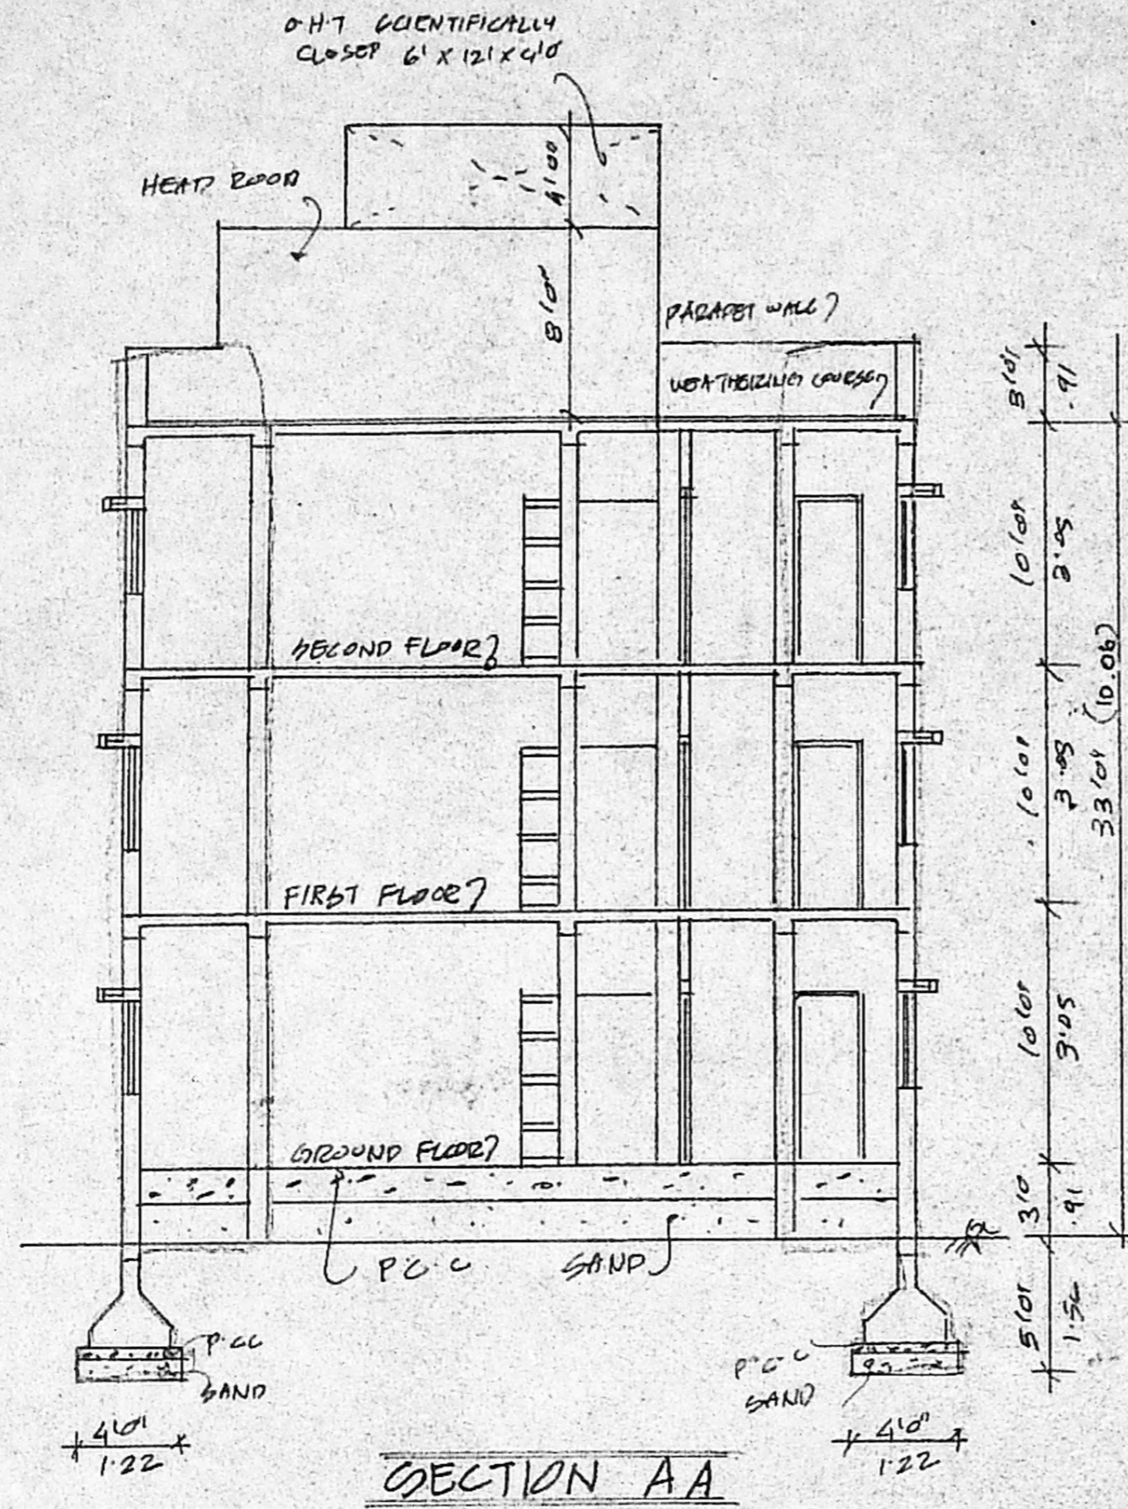 O.H.T SCIENTIFICALLY
CLOSED 6' X 12' X 4'0"
HEAD ROOM
4'00
8'0"
PARAPET WALL
WEATHERING COURSE
3'0"
.91
10'0"
3.05
SECOND FLOOR
10'0"
3.05
33'0" (10.06)
FIRST FLOOR
10'0"
3.05
GROUND FLOOR
3'0
.91
P.C.C
SAND
5'0"
P.CC
SAND
P.C.C
SAND
4'0"
1.22
4'0"
1.22
SECTION AA